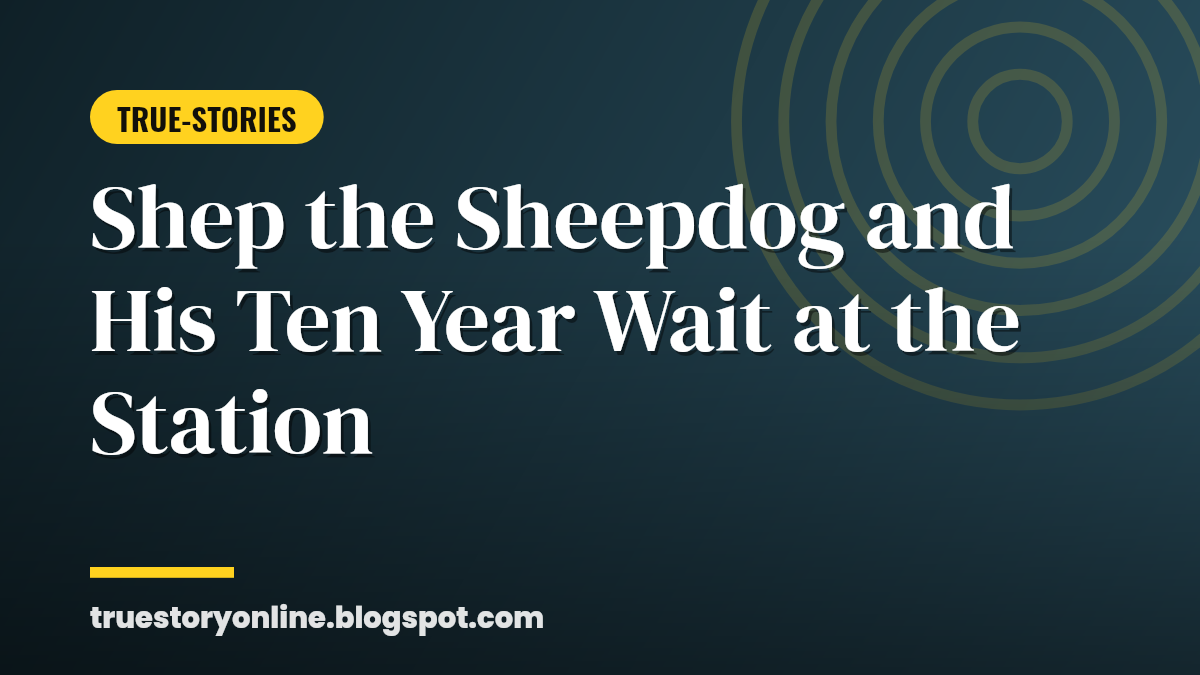 TRUE-STORIES
Shep the Sheepdog and
His Ten Year Wait at the
Station
truestoryonline.blogspot.com